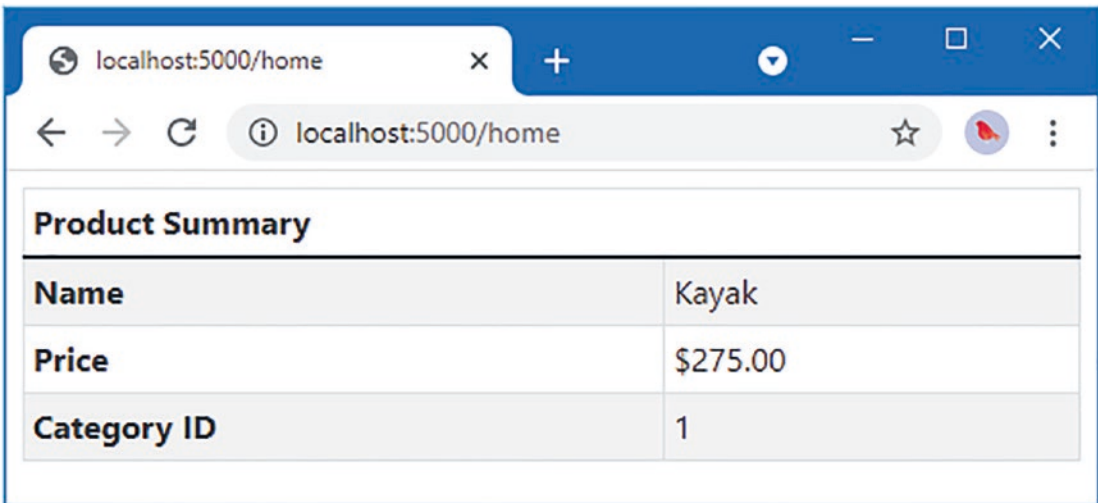 localhost:5000/home
localhost:5000/home
Product Summary
Name Kayak
Price $275.00
Category ID 1